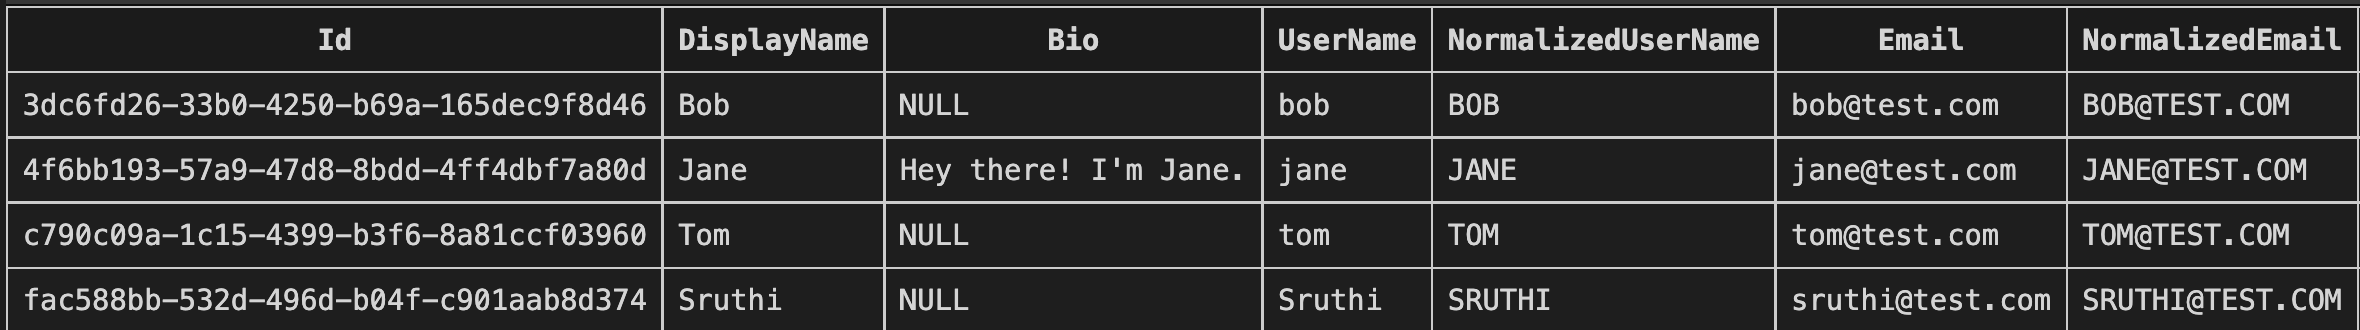 Id DisplayName Bio UserName NormalizedUserName Email NormalizedEmail
3dc6fd26-33b0-4250-b69a-165dec9f8d46 Bob NULL bob BOB bob@test.com BOB@TEST.COM
4f6bb193-57a9-47d8-8bdd-4ff4dbf7a80d Jane Hey there! I'm Jane. jane JANE jane@test.com JANE@TEST.COM
c790c09a-1c15-4399-b3f6-8a81ccf03960 Tom NULL tom TOM tom@test.com TOM@TEST.COM
fac588bb-532d-496d-b04f-c901aab8d374 Sruthi NULL Sruthi SRUTHI sruthi@test.com SRUTHI@TEST.COM